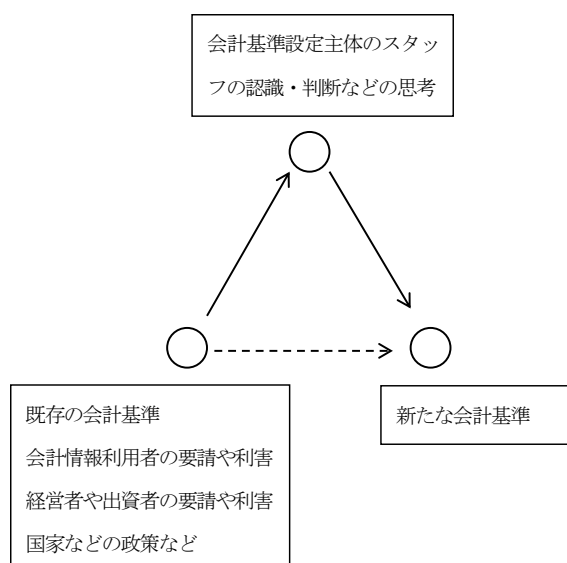 会計基準設定主体のスタッ
フの認識・判断などの思考
既存の会計基準
会計情報利用者の要請や利害
経営者や出資者の要請や利害
国家などの政策など
新たな会計基準